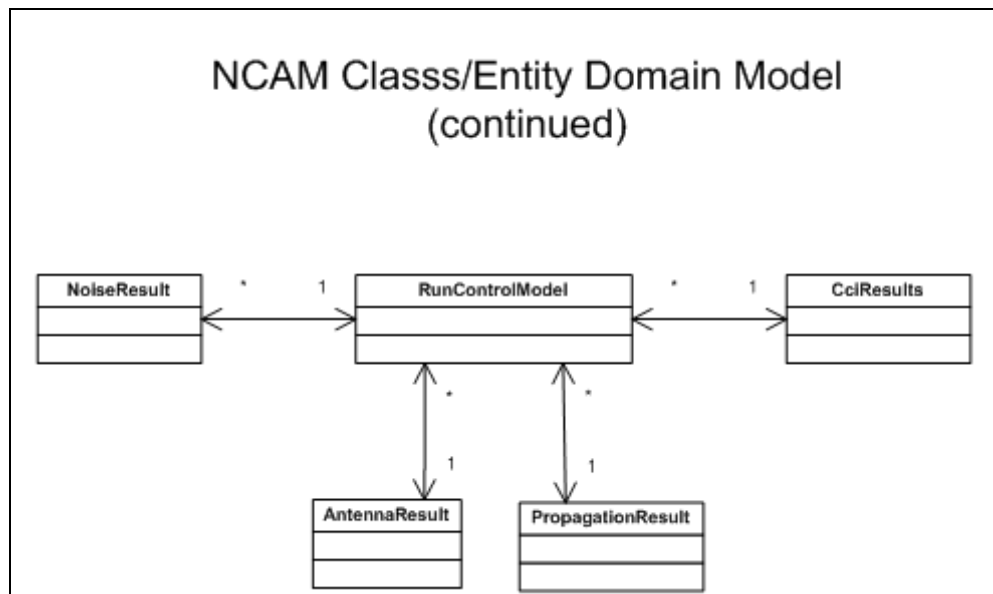 NCAM Classs/Entity Domain Model
(continued)
NoiseResult
* 1
RunControlModel
* 1
CciResults
*
*
1
1
AntennaResult
PropagationResult